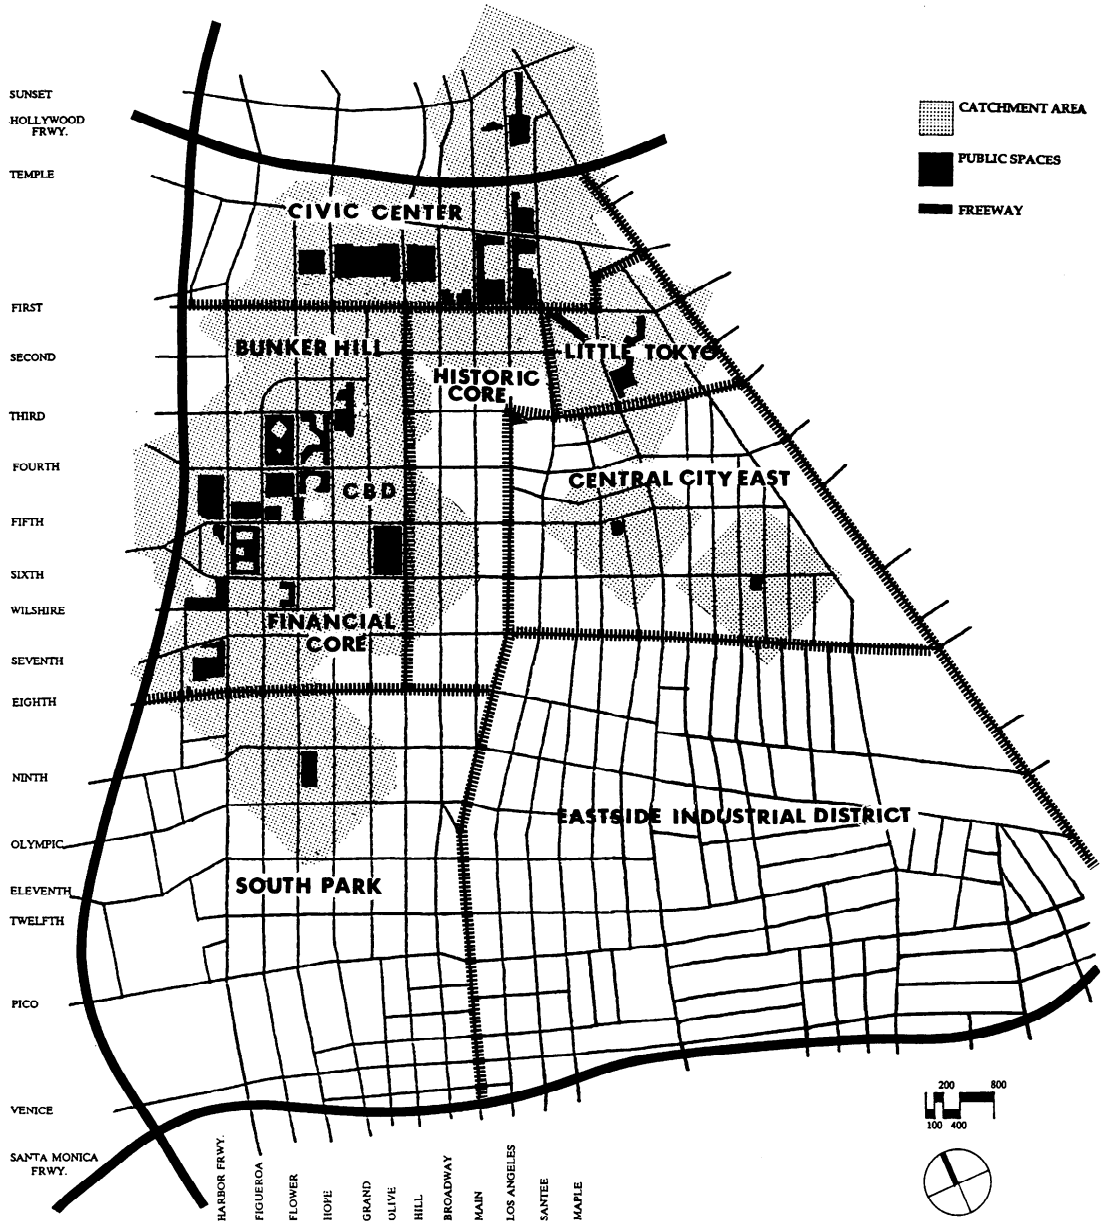 SUNSET
HOLLYWOOD
FRWY.
TEMPLE
FIRST
SECOND
THIRD
FOURTH
FIFTH
SIXTH
WILSHIRE
SEVENTH
EIGHTH
NINTH
OLYMPIC
ELEVENTH
TWELFTH
PICO
VENICE
SANTA MONICA
FRWY.
CATCHMENT AREA
PUBLIC SPACES
FREEWAY
CIVIC CENTER
BUNKER HILL
LITTLE TOKYO
HISTORIC
CORE
CENTRAL CITY EAST
CBD
FINANCIAL
CORE
EASTSIDE INDUSTRIAL DISTRICT
SOUTH PARK
200 800
100 400
HARBOR FRWY.
FIGUEROA
FLOWER
HOPE
GRAND
OLIVE
HILL
BROADWAY
MAIN
LOS ANGELES
SANTEE
MAPLE